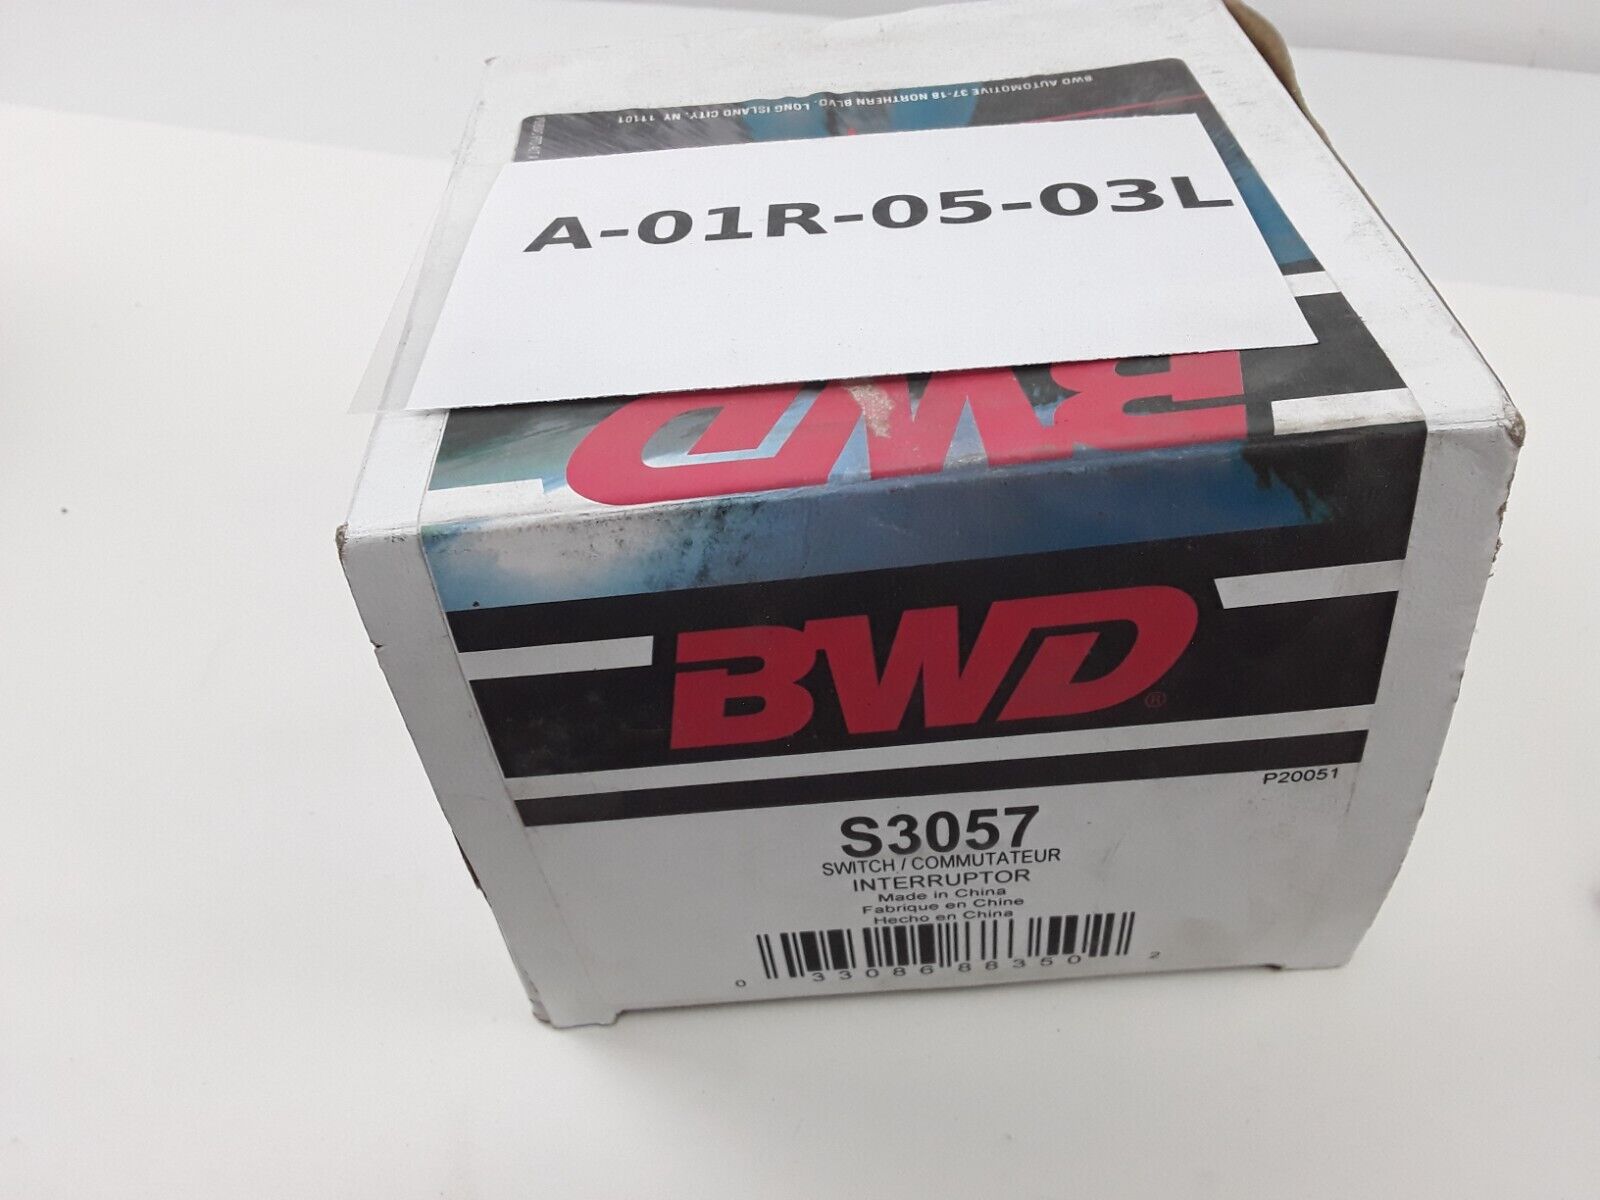 BWD AUTOMOTIVE 37-18 NORTHERN BLVD. LONG ISLAND CITY, NY 11101
A-01R-05-03L
BWD
BWD®
P20051
S3057
SWITCH / COMMUTATEUR
INTERRUPTOR
Made in China
Fabrique en Chine
Hecho en China
0 33086 88350 2